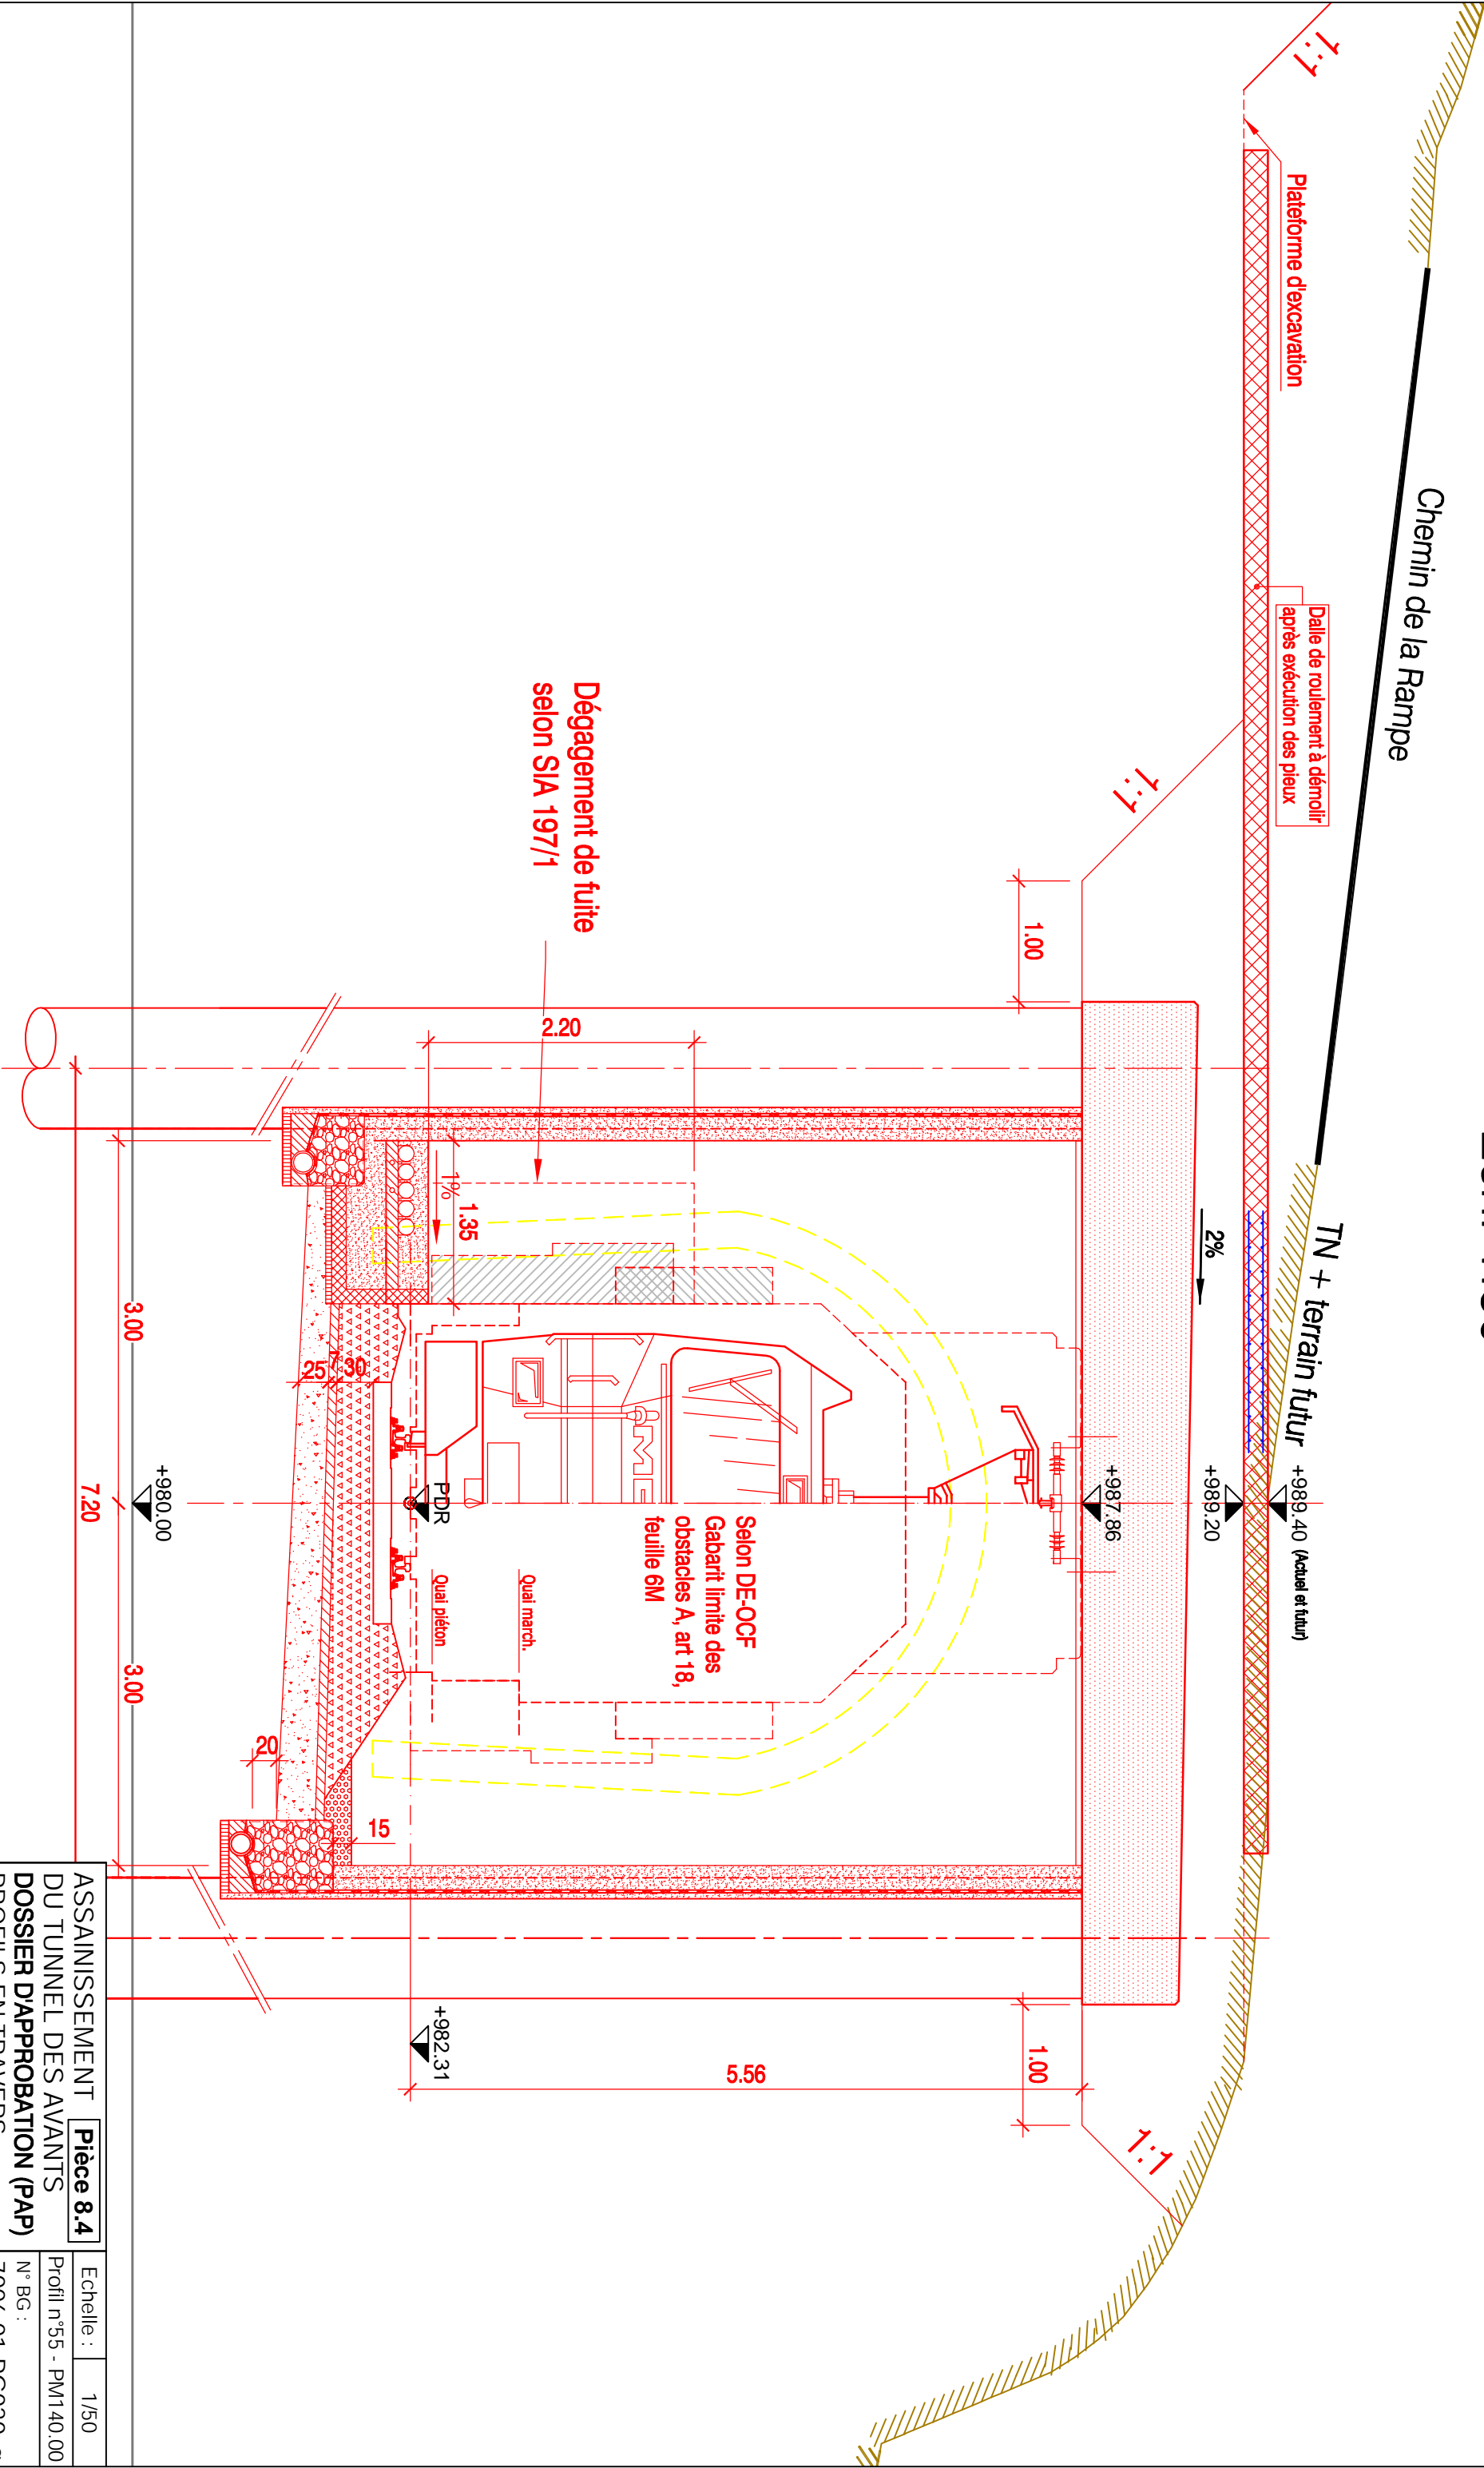 1:1
Plateforme d'excavation
Chemin de la Rampe
Dalle de roulement à démolir
après exécution des pieux
1:1
TN + terrain futur
2%
+989.40 (Actuel et futur)
+989.20
+987.86
1.00
Dégagement de fuite
selon SIA 197/1
2.20
1%
1.35
Selon DE-OCF
Gabarit limite des
obstacles A, art 18,
feuille 6M
Quai march.
Quai piéton
PDR
25
7
30
20
15
3.00
3.00
7.20
+980.00
+982.31
5.56
1.00
1:1
ASSAINISSEMENT
DU TUNNEL DES AVANTS
DOSSIER D'APPROBATION (PAP)
Pièce 8.4
Echelle : 1/50
Profil n°55 - PM140.00
N° BG :